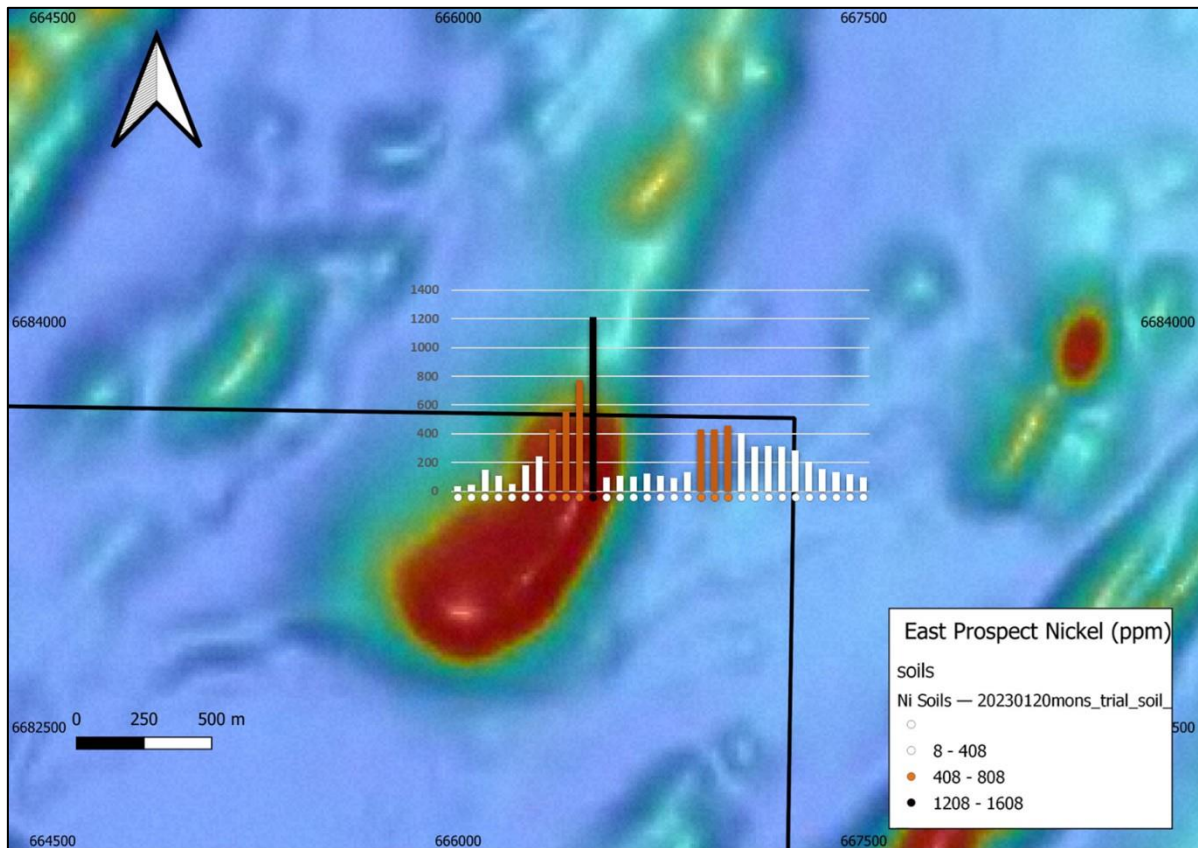 664500 666000 667500
1400
6684000 6684000
1200
1000
800
600
400
200
0
East Prospect Nickel (ppm)
soils
Ni Soils — 20230120mons_trial_soil_
0 250 500 m
6682500 500
8 - 408
408 - 808
1208 - 1608
664500 666000 667500